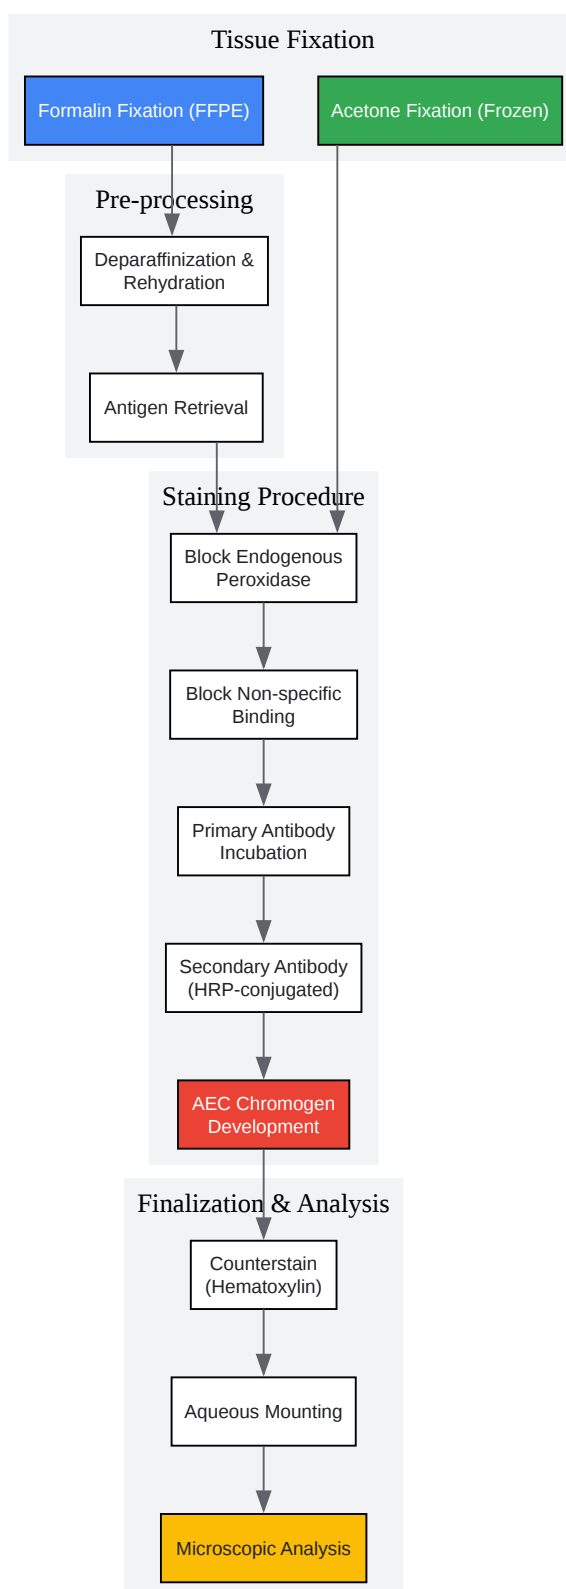 Tissue Fixation
Formalin Fixation (FFPE)
Acetone Fixation (Frozen)
Pre-processing
Deparaffinization &
Rehydration
Antigen Retrieval
Staining Procedure
Block Endogenous
Peroxidase
Block Non-specific
Binding
Primary Antibody
Incubation
Secondary Antibody
(HRP-conjugated)
AEC Chromogen
Development
Finalization & Analysis
Counterstain
(Hematoxylin)
Aqueous Mounting
Microscopic Analysis